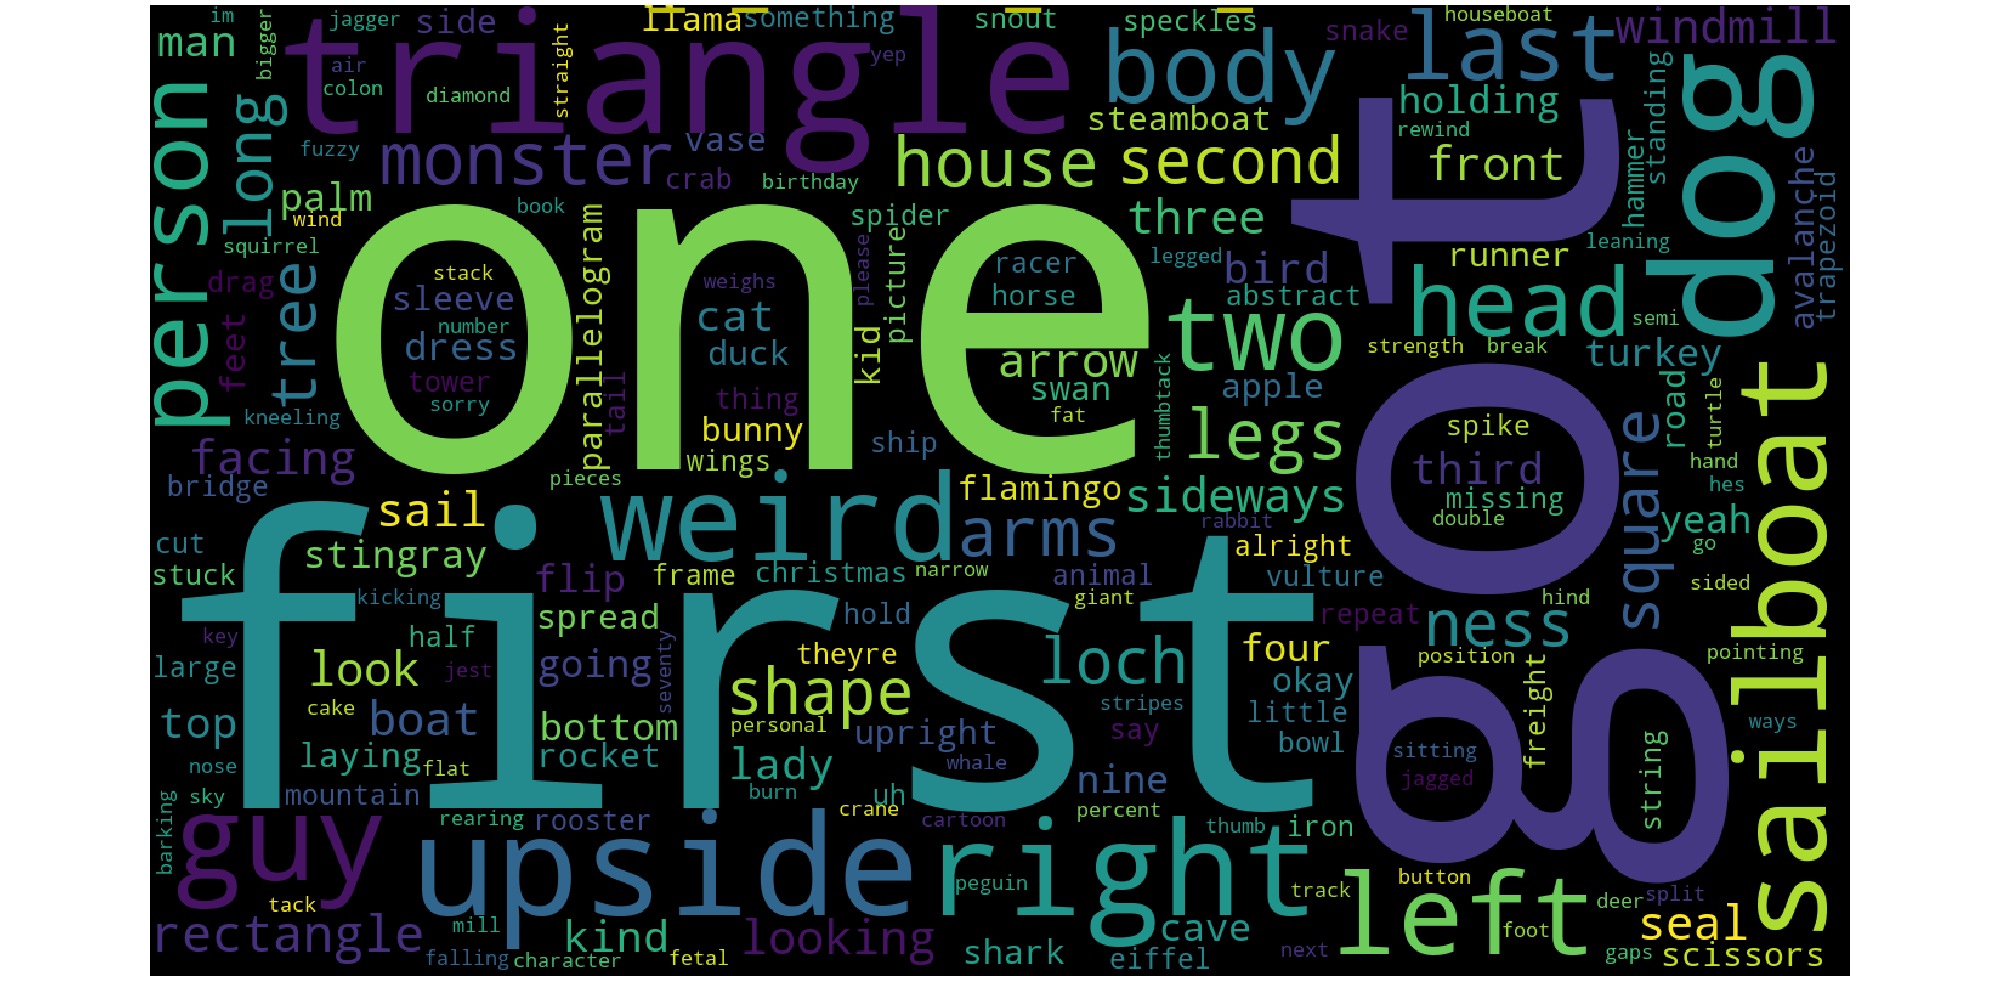 im
jagger
side
llama
something
snout
speckles
houseboat
man
bigger
air
straight
triangle
yep
body
snake
last
windmill
colon
diamond
holding
dog
person
long
fuzzy
monster
vase
crab
birthday
steamboat
house
second
rewind
front
hammer
standing
avalanche
trapezoid
palm
wind
book
squirrel
parallelogram
one
spider
picture
please
three
legged
got
runner
leaning
drag
feet
tree
stack
sleeve
number
dress
tower
sorry
weighs
cat
duck
kid
racer
horse
bird
abstract
two
head
semi
strength
break
turkey
arrow
swan
fat
apple
thumbtack
kneeling
tail
thing
bunny
wings
ship
legs
spike
third
missing
double
square
road
turtle
hand
hes
sailboat
facing
bridge
pieces
sail
weird
flamingo
sideways
arms
rabbit
alright
yeah
go
cut
stingray
stuck
first
kicking
flip
frame
christmas
narrow
animal
giant
vulture
sided
hind
spread
hold
repeat
ness
key
half
large
look
jest
going
seventy
theyre
shape
loch
four
position
pointing
freight
okay
cake
top
boat
bottom
personal
stripes
little
ways
upright
say
bowl
sitting
jagged
string
nose
laying
flat
rocket
lady
whale
nine
sky
mountain
burn
uh
crane
percent
barking
guy
rearing
rooster
upside
cartoon
right
thumb
iron
peguin
track
button
left
split
deer
tack
rectangle
mill
kind
looking
cave
foot
seal
falling
character
fetal
shark
eiffel
next
gaps
scissors